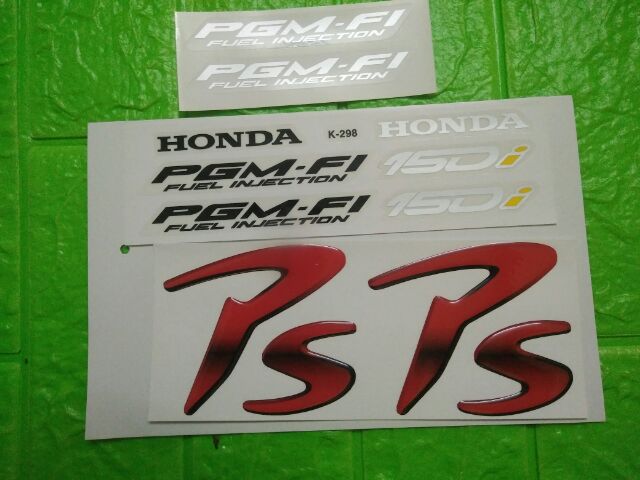 PGM-FI
FUEL INJECTION
PGM-FI
FUEL INJECTION
HONDA K-298 HONDA
PGM-FI 150i
FUEL INJECTION
PGM-FI 150i
FUEL INJECTION
PS PS